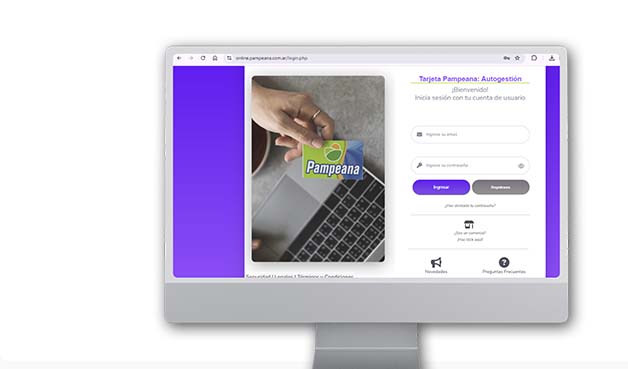 online.pampeana.com.ar/login.php
Pampeana
Tarjeta Pampeana: Autogestión
¡Bienvenido!
Inicia sesión con tu cuenta de usuario
Ingrese su email
Ingrese su contraseña
Ingresar
Registrarse
¿Has olvidado tu contraseña?
¿Sos un comercio?
¡Haz click aquí!
Novedades
Preguntas Frecuentes
Seguridad | Legales | Términos y Condiciones